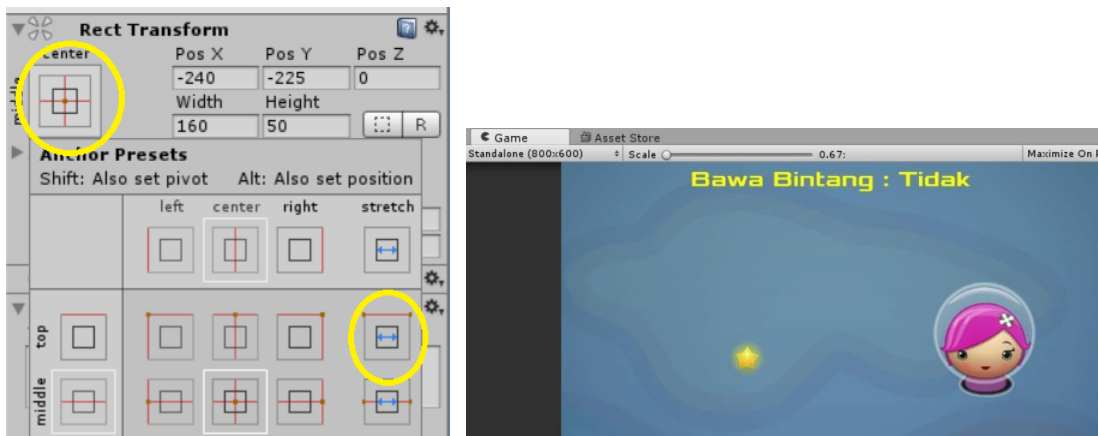 Rect Transform
center
Pos X Pos Y Pos Z
middle
-240 -225 0
Width Height
160 50 R
Anchor Presets
Shift: Also set pivot Alt: Also set position
left center right stretch
top
middle
Game Asset Store
Standalone (800x600) Scale 0.67: Maximize On
Bawa Bintang : Tidak